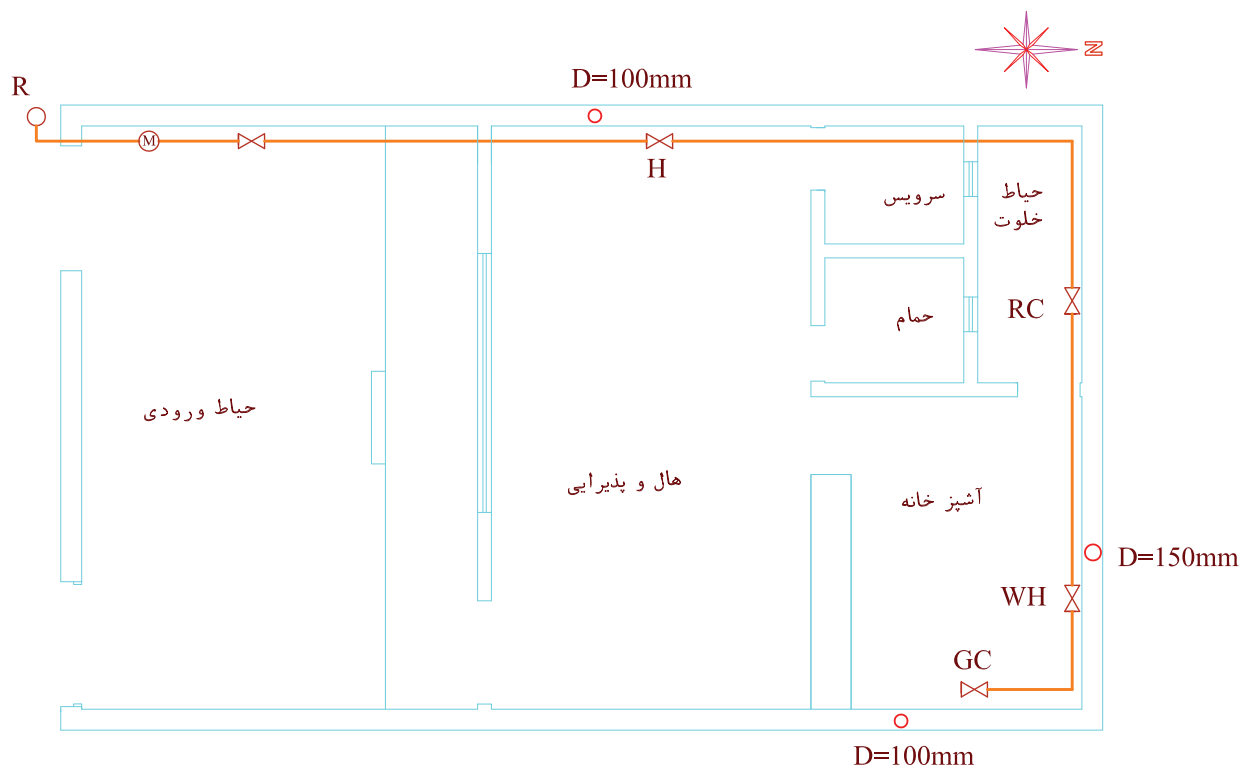 N
D=100mm
R
M
H
سرویس
حیاط
خلوت
RC
حمام
حیاط ورودی
هال و پذیرایی
آشپز خانه
D=150mm
WH
GC
D=100mm